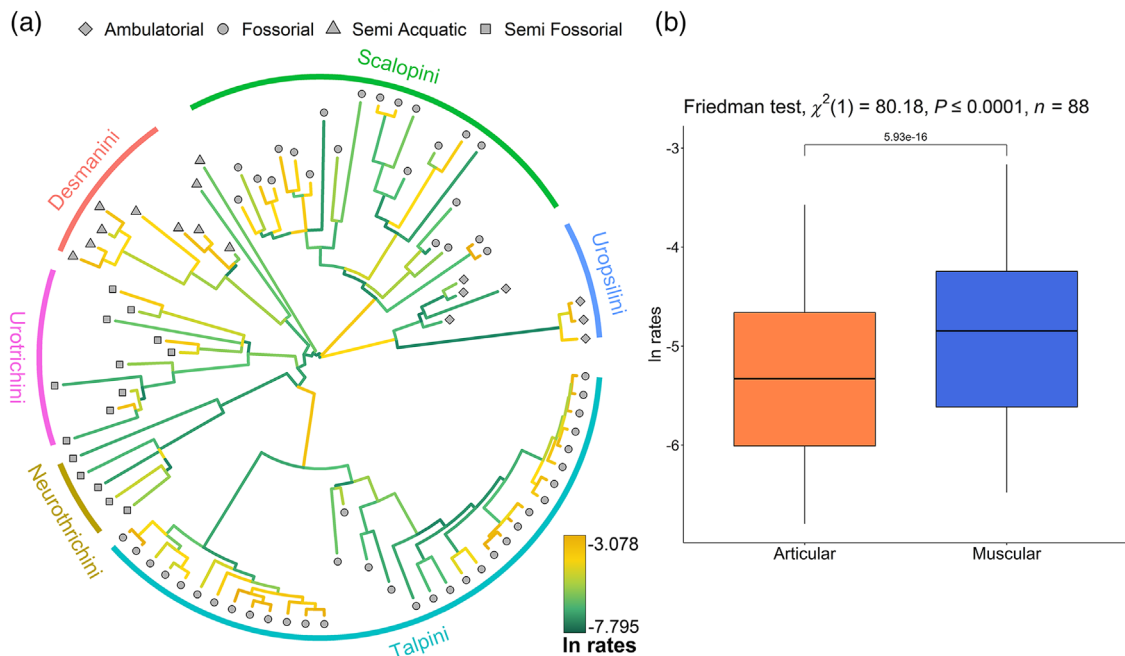 (a)
Ambulatorial Fossorial Semi Acquatic Semi Fossorial
Scalopini
Desmanini
Uropsilini
Urotrichini
Neurothrichini
Talpini
-3.078
-7.795
ln rates
(b)
Friedman test, χ²(1) = 80.18, P ≤ 0.0001, n = 88
5.93e-16
-3
-4
-5
-6
ln rates
Articular Muscular